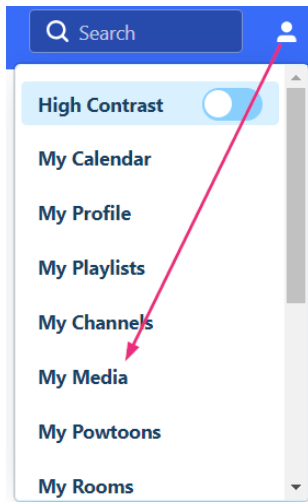 Search
High Contrast
My Calendar
My Profile
My Playlists
My Channels
My Media
My Powtoons
My Rooms